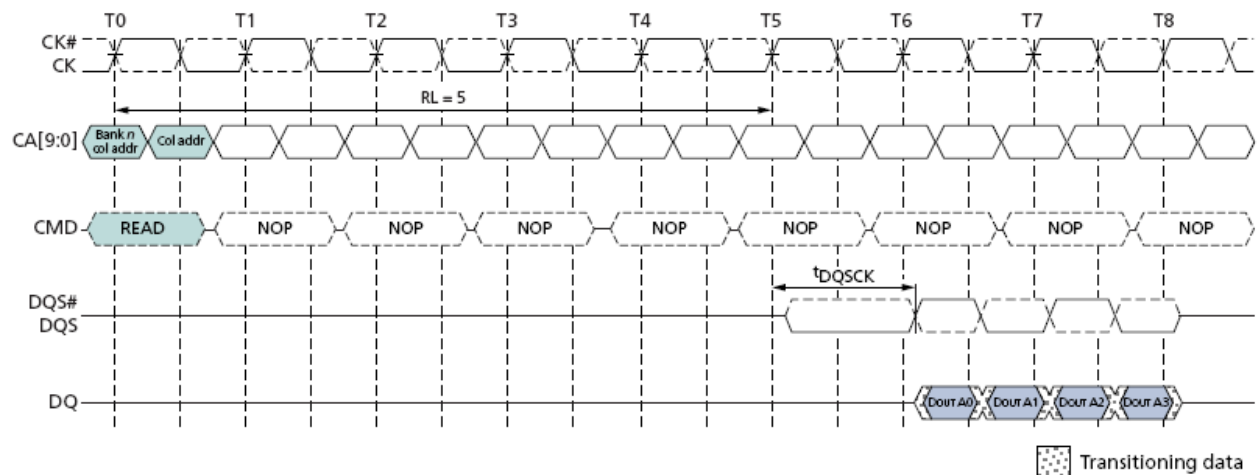 T0 T1 T2 T3 T4 T5 T6 T7 T8
CK#
CK
RL = 5
CA[9:0] Bank n col addr Col addr
CMD READ NOP NOP NOP NOP NOP NOP NOP NOP
tDQSCK
DQS#
DQS
DQ DOUT A0 DOUT A1 DOUT A2 DOUT A3
Transitioning data